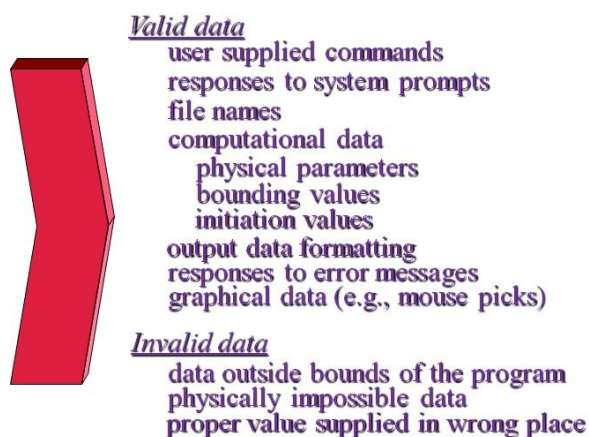 Valid data
user supplied commands
responses to system prompts
file names
computational data
physical parameters
bounding values
initiation values
output data formatting
responses to error messages
graphical data (e.g., mouse picks)
Invalid data
data outside bounds of the program
physically impossible data
proper value supplied in wrong place